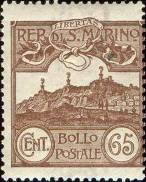 LIBERTAS
REP. DI S. MARINO
CENT. 65
BOLLO
POSTALE